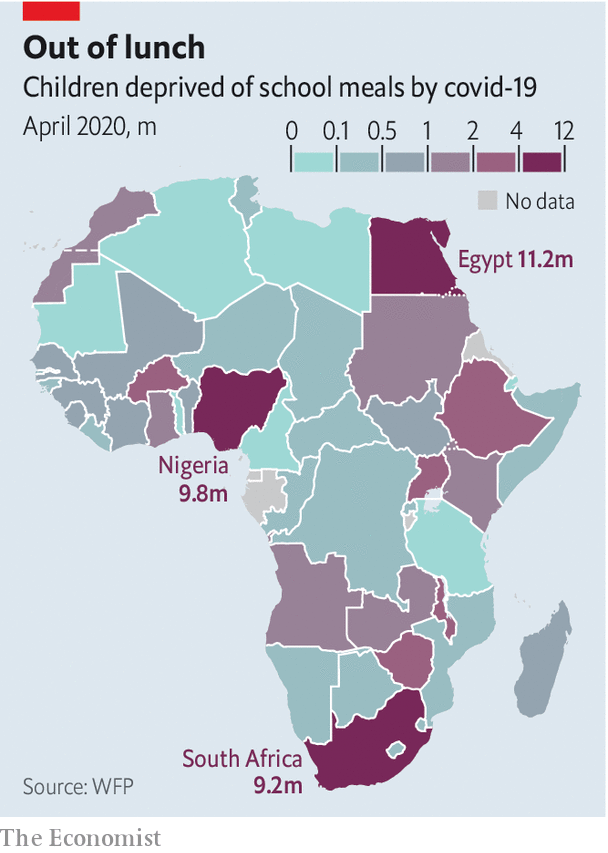 Out of lunch
Children deprived of school meals by covid-19
April 2020, m
0 0.1 0.5 1 2 4 12
No data
Egypt 11.2m
Nigeria
9.8m
South Africa
9.2m
Source: WFP
The Economist